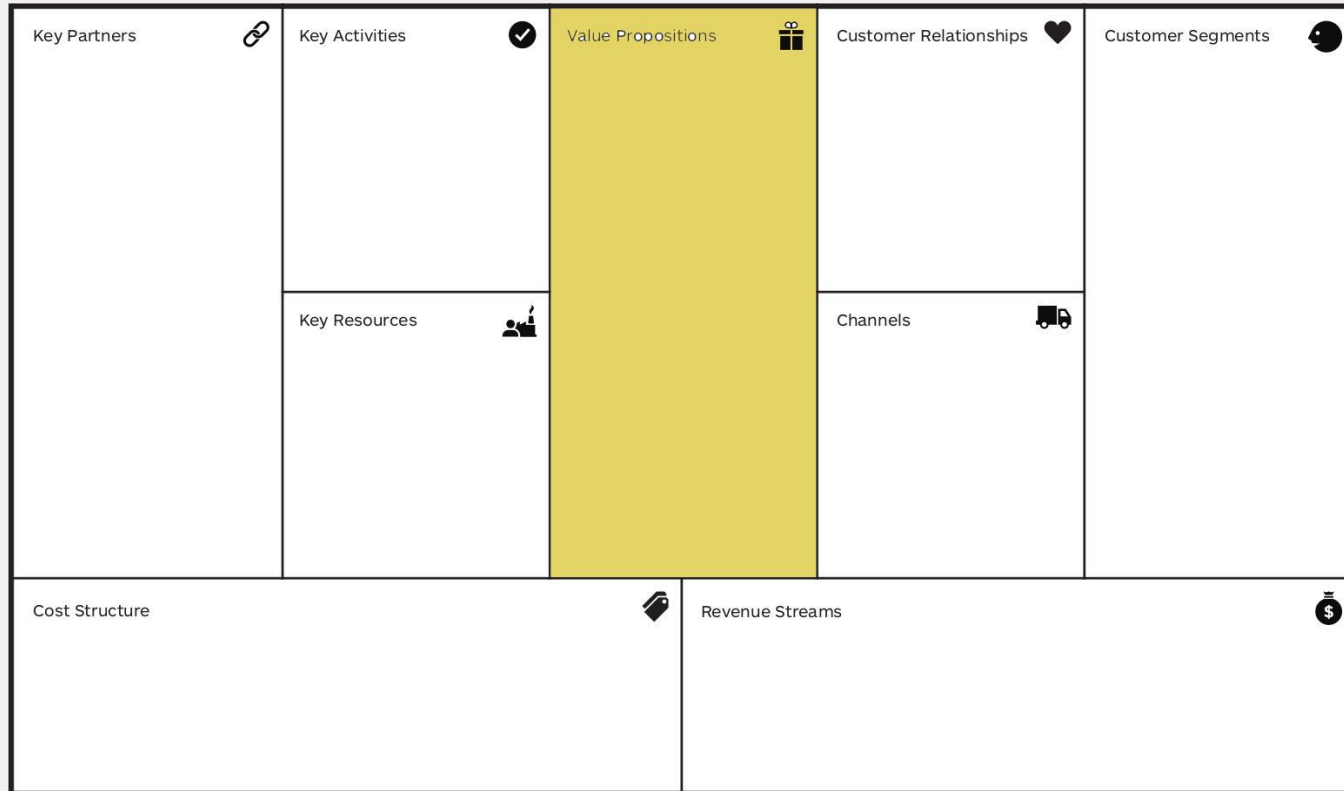 Key Partners
Key Activities
Value Propositions
Customer Relationships
Customer Segments
Key Resources
Channels
Cost Structure
Revenue Streams
$